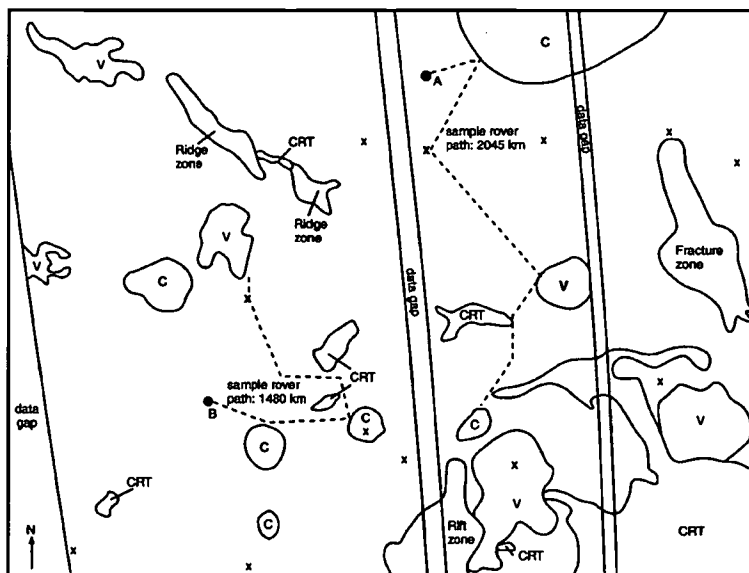 C
V
A
data gap
sample rover
path: 2045 km
x
x
x
x
x
CRT
Ridge
zone
Ridge
zone
V
V
C
Fracture
zone
x
V
data gap
CRT
CRT
sample rover
path: 1480 km
x
B
data gap
C
x
C
C
V
x
x
V
CRT
C
Rift
zone
CRT
CRT
N
x
x